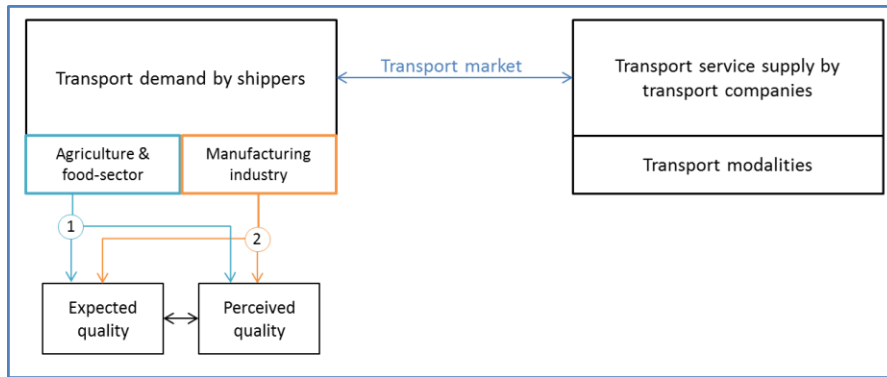 Transport demand by shippers
Transport market
Transport service supply by
transport companies
Agriculture &
food-sector
Manufacturing
industry
Transport modalities
1
2
Expected
quality
Perceived
quality